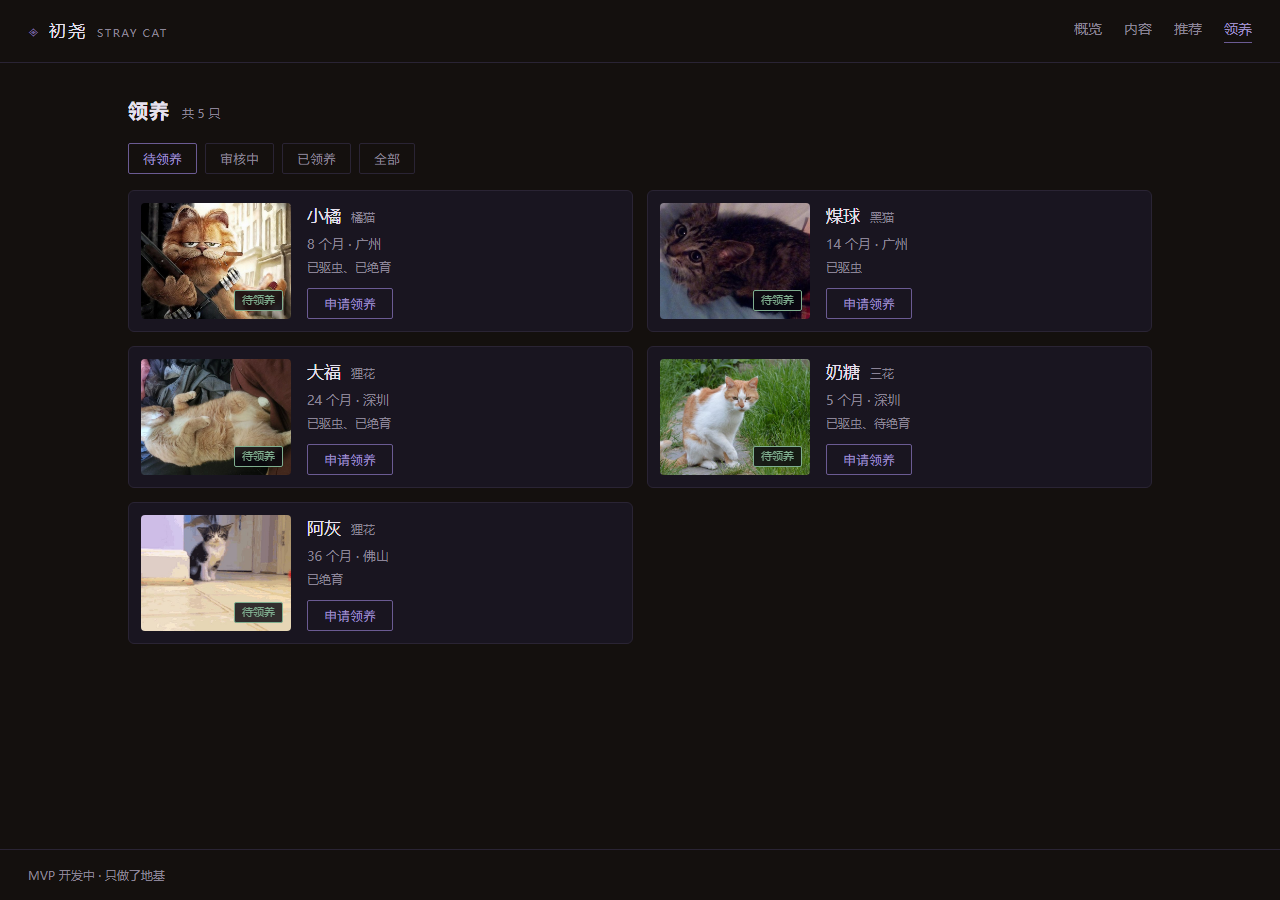 ◈ 初尧 STRAY CAT
概览 内容 推荐 领养
领养 共 5 只
待领养 审核中 已领养 全部
小橘 橘猫
8 个月 · 广州
已驱虫、已绝育
待领养
申请领养
煤球 黑猫
14 个月 · 广州
已驱虫
待领养
申请领养
大福 狸花
24 个月 · 深圳
已驱虫、已绝育
待领养
申请领养
奶糖 三花
5 个月 · 深圳
已驱虫、待绝育
待领养
申请领养
阿灰 狸花
36 个月 · 佛山
已绝育
待领养
申请领养
MVP 开发中 · 只做了地基